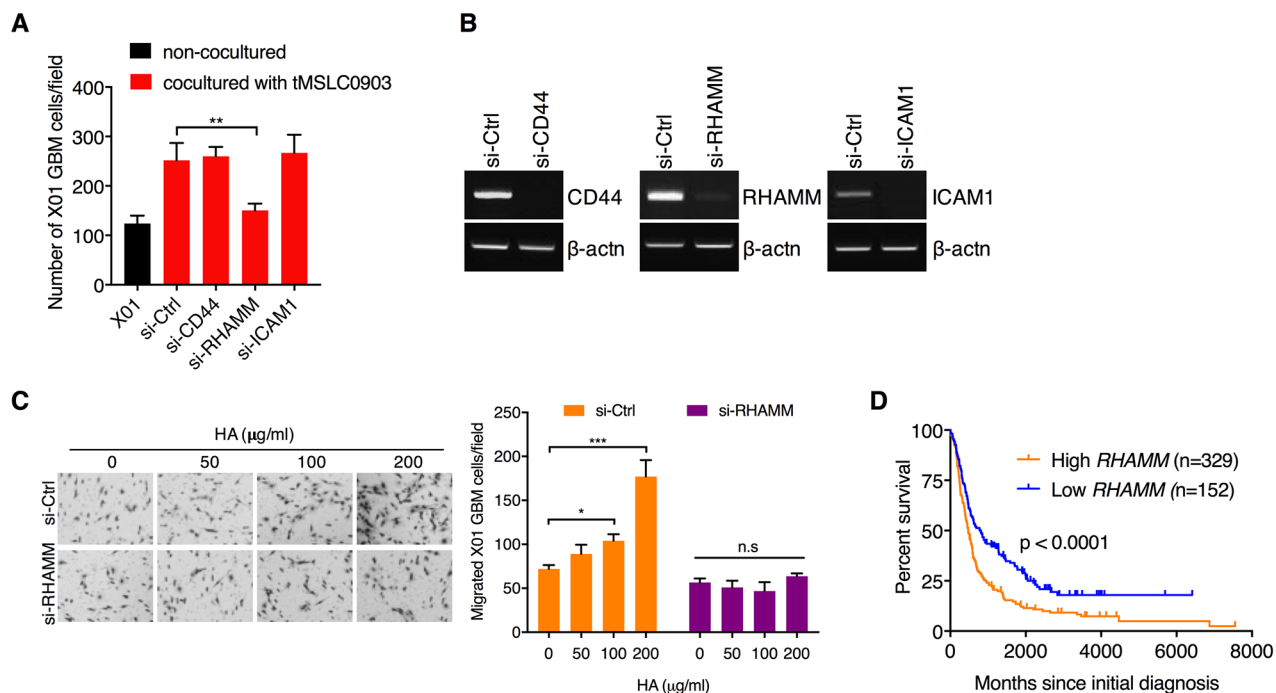 A
non-cocultured
cocultured with tMSLC0903
Number of X01 GBM cells/field
400
300
200
100
0
**
X01
si-Ctrl
si-CD44
si-RHAMM
si-ICAM1
B
si-Ctrl
si-CD44
CD44
β-actn
si-Ctrl
si-RHAMM
RHAMM
β-actn
si-Ctrl
si-ICAM1
ICAM1
β-actn
C
HA (μg/ml)
0 50 100 200
si-Ctrl
si-RHAMM
si-Ctrl
si-RHAMM
Migrated X01 GBM cells/field
250
200
150
100
50
0
***
*
n.s
0 50 100 200 0 50 100 200
HA (μg/ml)
D
Percent survival
100
75
50
25
0
High RHAMM (n=329)
Low RHAMM (n=152)
p < 0.0001
0 2000 4000 6000 8000
Months since initial diagnosis